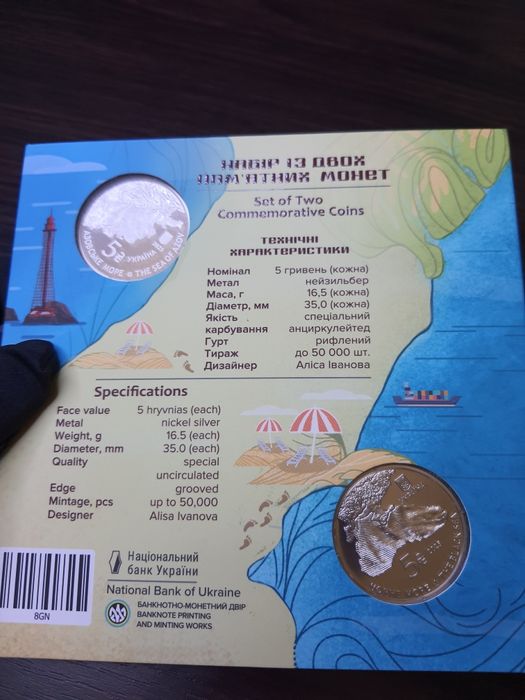 НАБІР ІЗ ДВОХ
ПАМ'ЯТНИХ МОНЕТ
Set of Two
Commemorative Coins
ТЕХНІЧНІ
ХАРАКТЕРИСТИКИ
Номінал 5 гривень (кожна)
Метал нейзильбер
Маса, г 16,5 (кожна)
Діаметр, мм 35,0 (кожна)
Якість спеціальний
карбування анциркулейтед
Гурт рифлений
Тираж до 50 000 шт.
Дизайнер Аліса Іванова
5₴ УКРАЇНА
АЗОВСЬКЕ МОРЕ THE SEA OF AZOV
Specifications
Face value 5 hryvnias (each)
Metal nickel silver
Weight, g 16.5 (each)
Diameter, mm 35.0 (each)
Quality special
uncirculated
Edge grooved
Mintage, pcs up to 50,000
Designer Alisa Ivanova
5₴
ЧОРНЕ МОРЕ
Національний
банк України
National Bank of Ukraine
БАНКНОТНО-МОНЕТНИЙ ДВІР
BANKNOTE PRINTING
AND MINTING WORKS
8GN